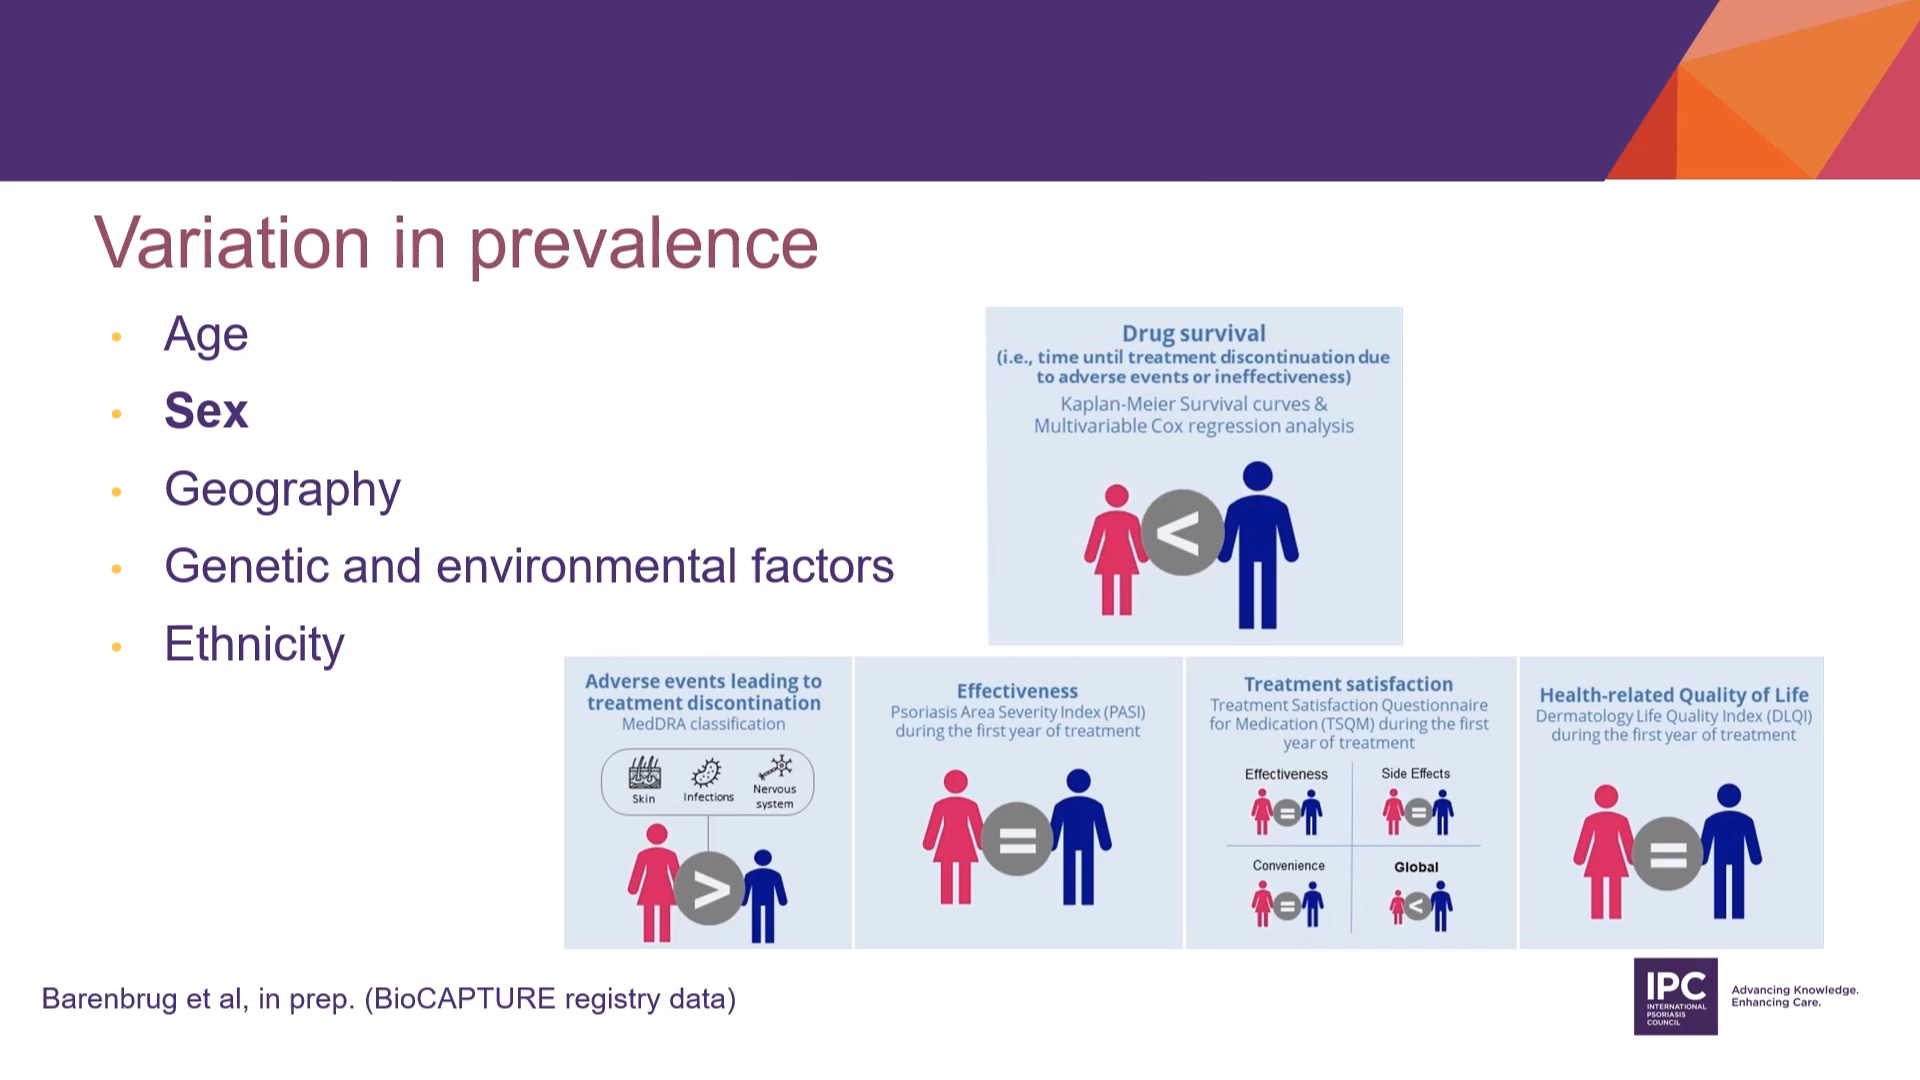 Variation in prevalence
• Age
• Sex
• Geography
• Genetic and environmental factors
• Ethnicity
Drug survival
(i.e., time until treatment discontinuation due
to adverse events or ineffectiveness)
Kaplan-Meier Survival curves &
Multivariable Cox regression analysis
<
Adverse events leading to
treatment discontination
MedDRA classification
Skin
Infections
Nervous
system
>
Effectiveness
Psoriasis Area Severity Index (PASI)
during the first year of treatment
=
Treatment satisfaction
Treatment Satisfaction Questionnaire
for Medication (TSQM) during the first
year of treatment
Effectiveness
=
Side Effects
=
Convenience
=
Global
<
Health-related Quality of Life
Dermatology Life Quality Index (DLQI)
during the first year of treatment
=
Barenbrug et al, in prep. (BioCAPTURE registry data)
IPC
INTERNATIONAL
PSORIASIS
COUNCIL
Advancing Knowledge.
Enhancing Care.